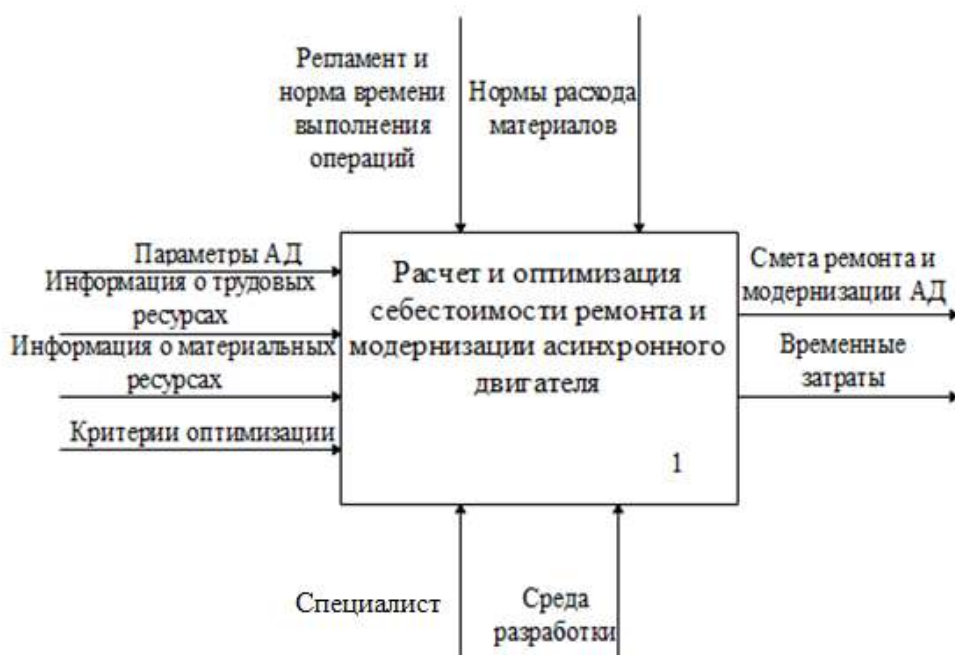 Регламент и
норма времени
выполнения
операций
Нормы расхода
материалов
Параметры АД
Информация о трудовых
ресурсах
Информация о материальных
ресурсах
Критерии оптимизации
Расчет и оптимизация
себестоимости ремонта и
модернизации асинхронного
двигателя
1
Смета ремонта и
модернизации АД
Временные
затраты
Специалист
Среда
разработки